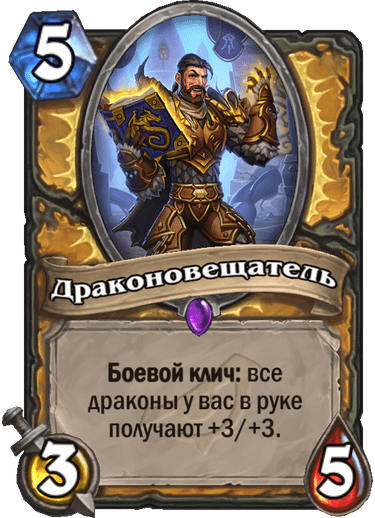 5
Драконовещатель
Боевой клич: все
драконы у вас в руке
получают +3/+3.
3
5